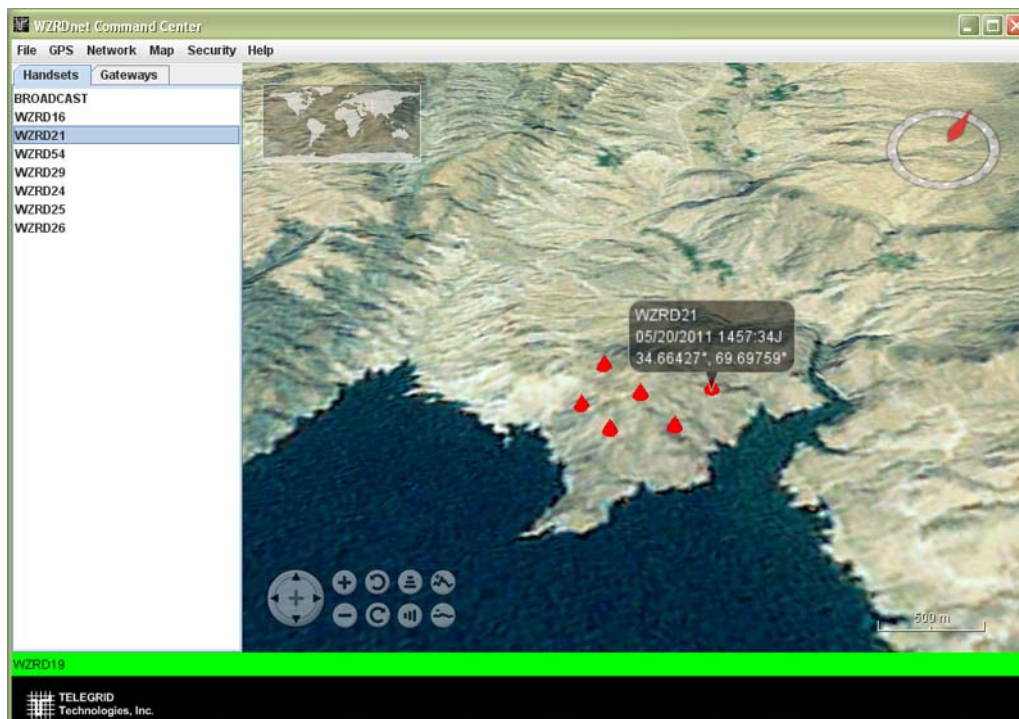 WZRDnet Command Center
File GPS Network Map Security Help
Handsets Gateways
BROADCAST
WZRD16
WZRD21
WZRD54
WZRD29
WZRD24
WZRD25
WZRD26
WZRD21
05/20/2011 1457:34J
34.66427°, 69.69759°
500 m
WZRD19
TELEGRID
Technologies, Inc.